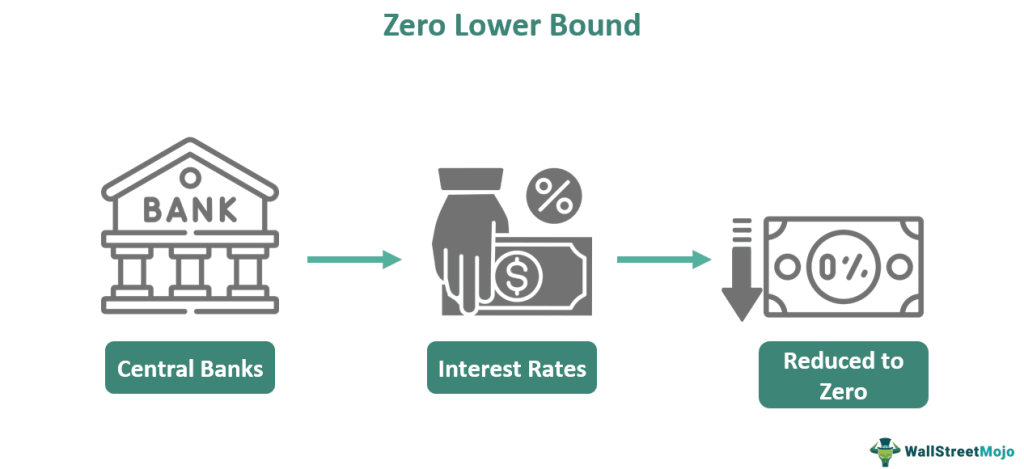 Zero Lower Bound
BANK
%
$
0%
Central Banks
Interest Rates
Reduced to
Zero
WallStreetMojo